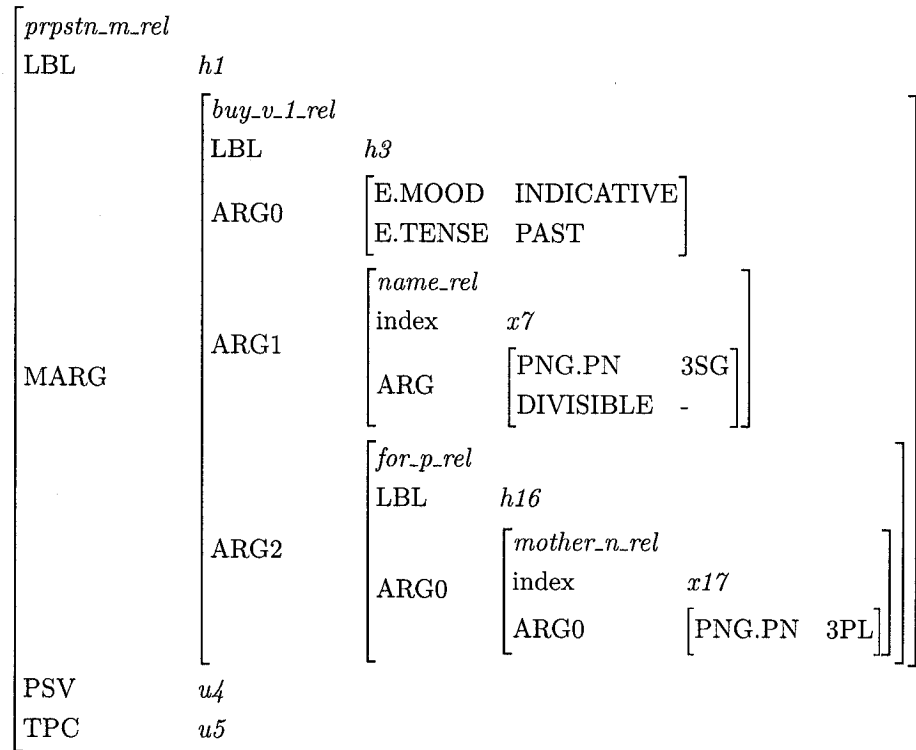 prpstn_m_rel
LBL h1
buy_v_1_rel
LBL h3
ARG0 E.MOOD INDICATIVE
E.TENSE PAST
name_rel
index x7
ARG1
ARG PNG.PN 3SG
DIVISIBLE -
MARG
for_p_rel
LBL h16
ARG2
mother_n_rel
index x17
ARG0
ARG0 PNG.PN 3PL
PSV u4
TPC u5